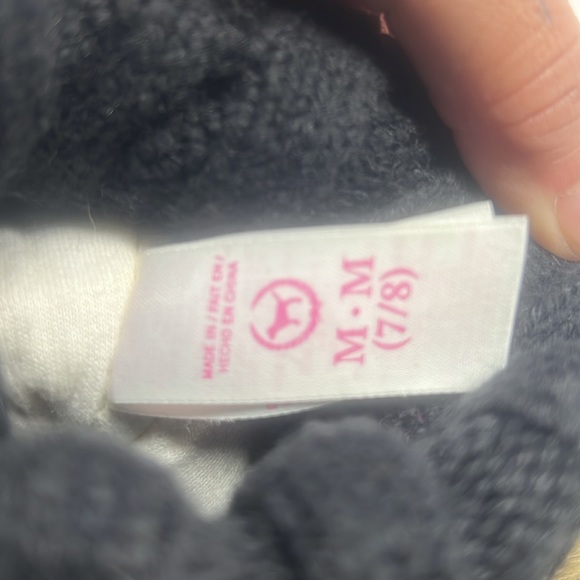 M • M
(7/8)
MADE IN / FAIT EN /
HECHO EN CHINA